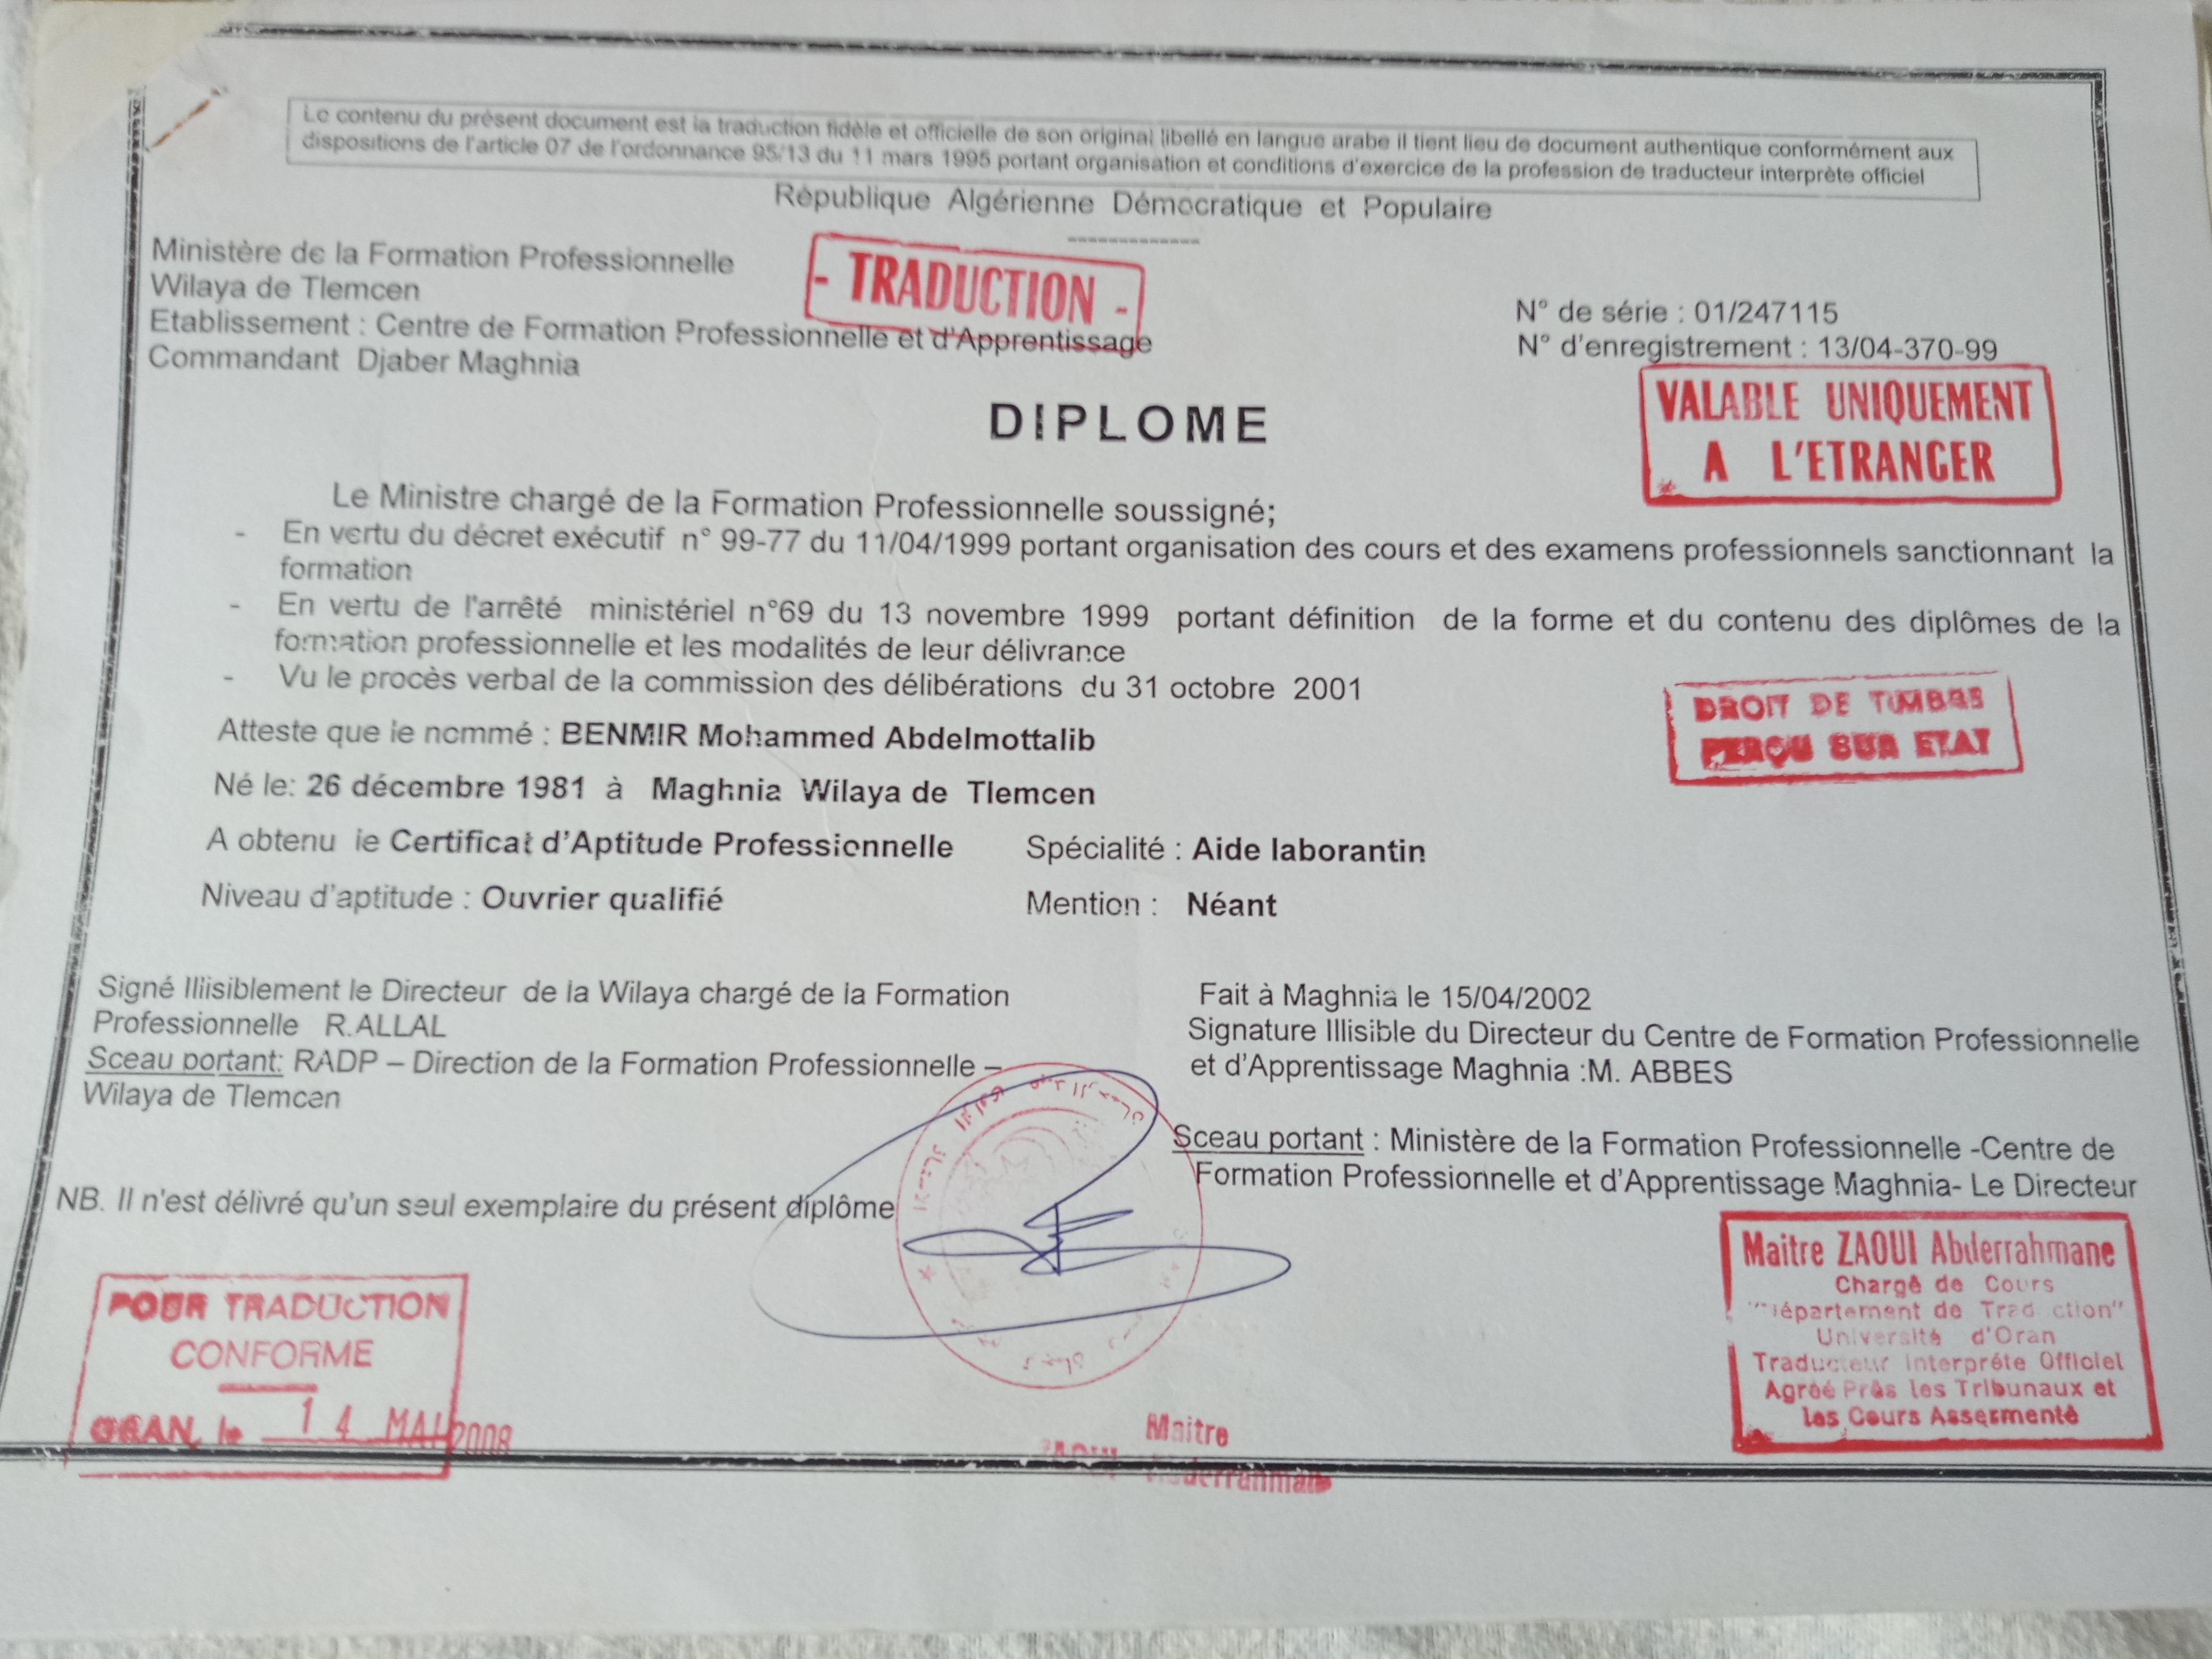 Le contenu du présent document est la traduction fidèle et officielle de son original libellé en langue arabe il tient lieu de document authentique conformément aux
dispositions de l'article 07 de l'ordonnance 95/13 du 11 mars 1995 portant organisation et conditions d'exercice de la profession de traducteur interprète officiel
République Algérienne Démocratique et Populaire
-------------
Ministère de la Formation Professionnelle
Wilaya de Tlemcen
Etablissement : Centre de Formation Professionnelle et d'Apprentissage
Commandant Djaber Maghnia
- TRADUCTION -
N° de série : 01/247115
N° d'enregistrement : 13/04-370-99
VALABLE UNIQUEMENT
A L'ETRANGER
DIPLOME
Le Ministre chargé de la Formation Professionnelle soussigné;
- En vertu du décret exécutif n° 99-77 du 11/04/1999 portant organisation des cours et des examens professionnels sanctionnant la
formation
- En vertu de l'arrêté ministériel n°69 du 13 novembre 1999 portant définition de la forme et du contenu des diplômes de la
formation professionnelle et les modalités de leur délivrance
- Vu le procès verbal de la commission des délibérations du 31 octobre 2001
DROIT DE TIMBRE
PERÇU SUR ETAT
Atteste que le nommé : BENMIR Mohammed Abdelmottalib
Né le: 26 décembre 1981 à Maghnia Wilaya de Tlemcen
A obtenu le Certificat d'Aptitude Professionnelle Spécialité : Aide laborantin
Niveau d'aptitude : Ouvrier qualifié Mention : Néant
Signé Illisiblement le Directeur de la Wilaya chargé de la Formation
Professionnelle R.ALLAL
Sceau portant: RADP – Direction de la Formation Professionnelle –
Wilaya de Tlemcen
Fait à Maghnia le 15/04/2002
Signature Illisible du Directeur du Centre de Formation Professionnelle
et d'Apprentissage Maghnia :M. ABBES
Sceau portant : Ministère de la Formation Professionnelle -Centre de
Formation Professionnelle et d'Apprentissage Maghnia- Le Directeur
NB. Il n'est délivré qu'un seul exemplaire du présent diplôme
POUR TRADUCTION
CONFORME
ORAN, le 14 MAI 2008
Maitre
ZAOUI Abderrahmane
Maitre ZAOUI Abderrahmane
Chargé de Cours
"Département de Traduction"
Université d'Oran
Traducteur Interpréte Officiel
Agréé Près les Tribunaux et
les Cours Assermenté